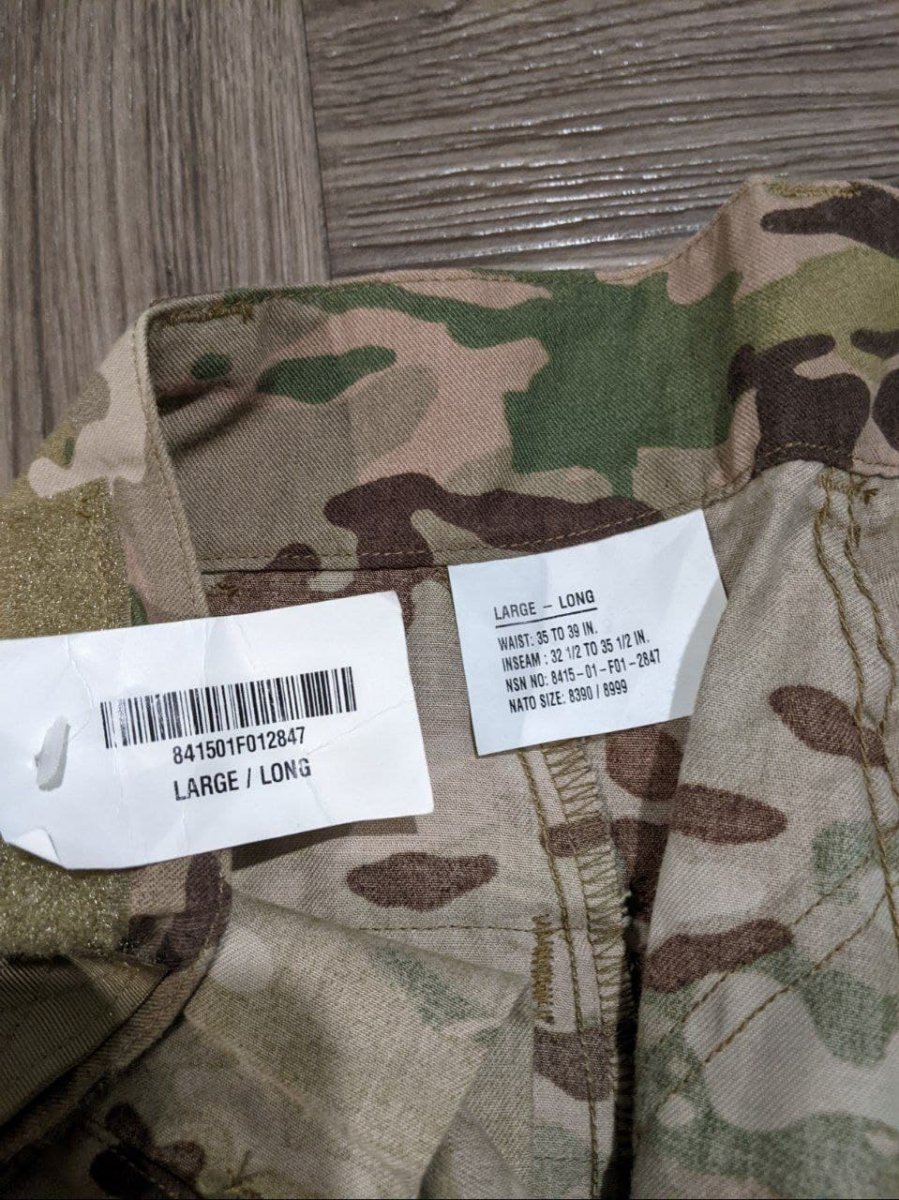 LARGE – LONG
WAIST: 35 TO 39 IN.
INSEAM : 32 1/2 TO 35 1/2 IN.
NSN NO: 8415-01-F01-2847
NATO SIZE: 8390 / 8999
841501F012847
LARGE / LONG